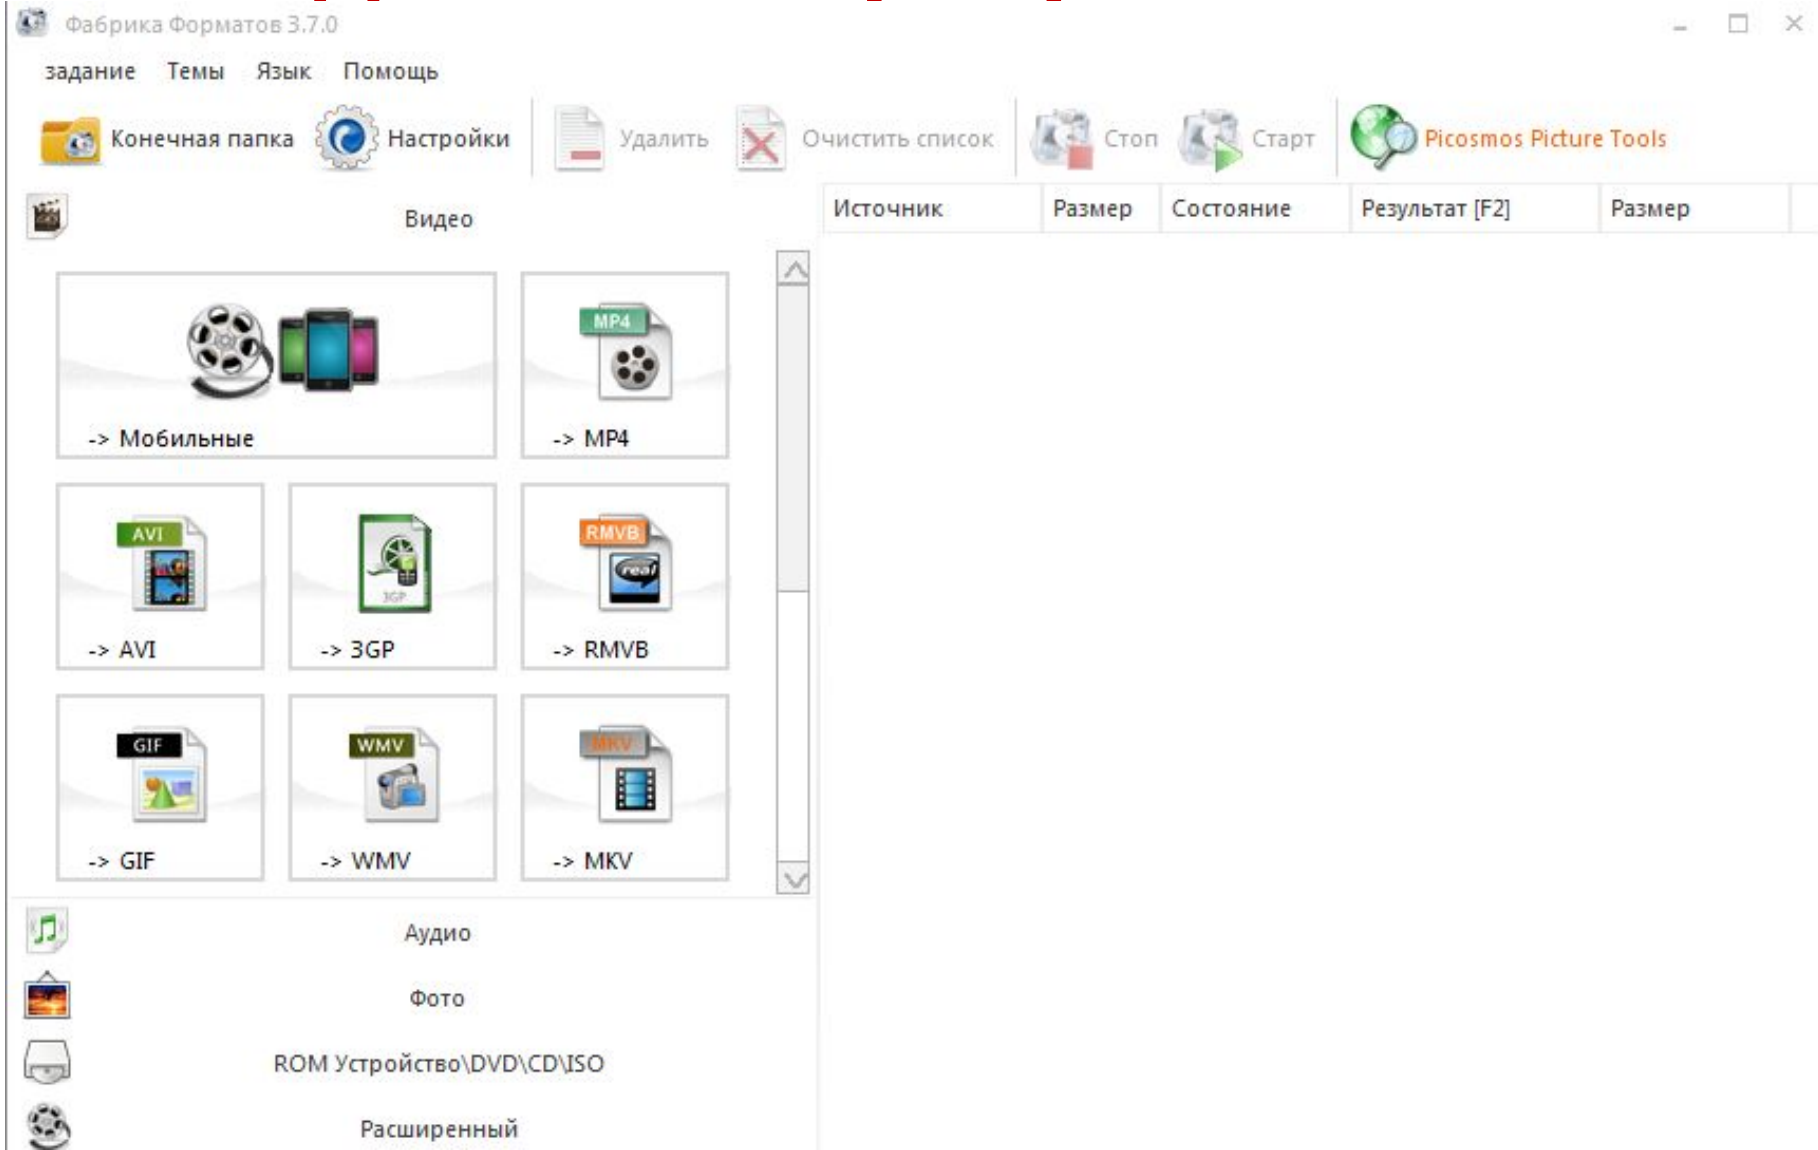 Фабрика Форматов 3.7.0
задание Темы Язык Помощь
Конечная папка Настройки Удалить Очистить список Стоп Старт Picosmos Picture Tools
Видео
Источник Размер Состояние Результат [F2] Размер
MP4
-> Мобильные -> MP4
AVI 3GP RMVB real
-> AVI -> 3GP -> RMVB
GIF WMV MKV
-> GIF -> WMV -> MKV
Аудио
Фото
ROM Устройство\DVD\CD\ISO
Расширенный